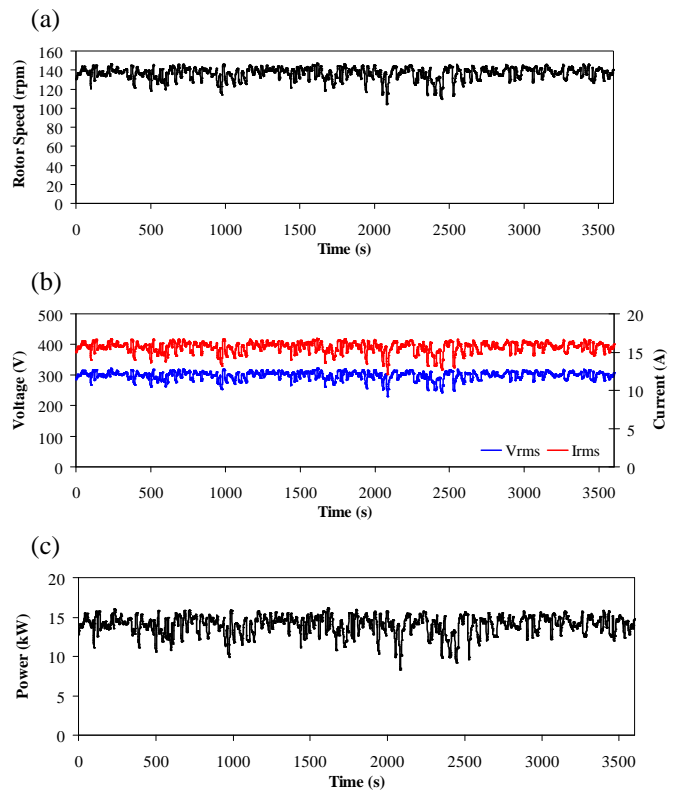 (a)
160
140
120
100
80
60
40
20
0
Rotor Speed (rpm)
0 500 1000 1500 2000 2500 3000 3500
Time (s)
(b)
500
400
300
200
100
0
Voltage (V)
20
15
10
5
0
Current (A)
Vrms Irms
0 500 1000 1500 2000 2500 3000 3500
Time (s)
(c)
20
15
10
5
0
Power (kW)
0 500 1000 1500 2000 2500 3000 3500
Time (s)